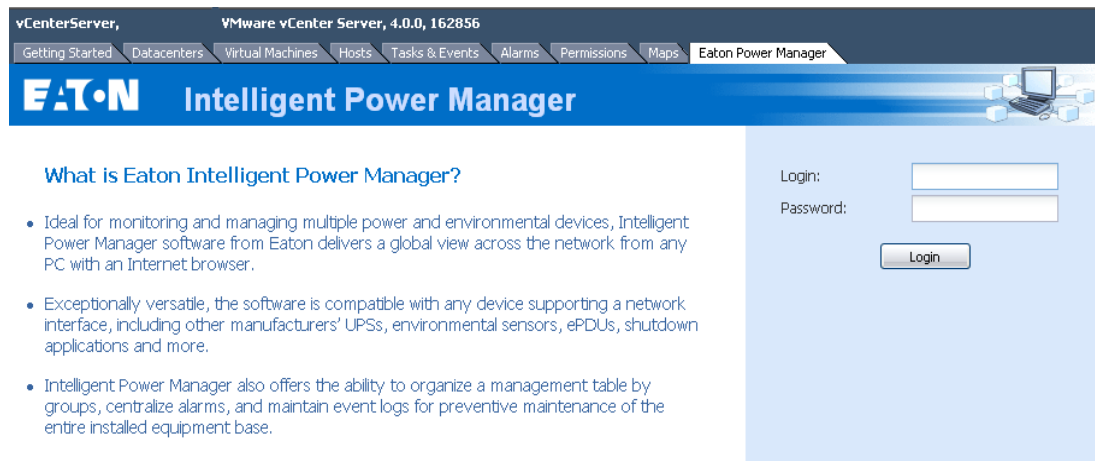 vCenterServer, VMware vCenter Server, 4.0.0, 162856
Getting Started Datacenters Virtual Machines Hosts Tasks & Events Alarms Permissions Maps Eaton Power Manager
EATON Intelligent Power Manager
What is Eaton Intelligent Power Manager?
• Ideal for monitoring and managing multiple power and environmental devices, Intelligent
Power Manager software from Eaton delivers a global view across the network from any
PC with an Internet browser.
• Exceptionally versatile, the software is compatible with any device supporting a network
interface, including other manufacturers' UPSs, environmental sensors, ePDUs, shutdown
applications and more.
• Intelligent Power Manager also offers the ability to organize a management table by
groups, centralize alarms, and maintain event logs for preventive maintenance of the
entire installed equipment base.
Login:
Password:
Login